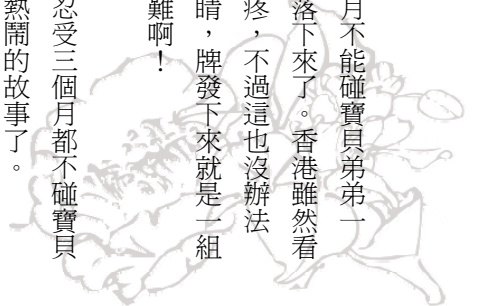 月不能碰寶貝弟弟一
落下來了。香港雖然看
疼，不過這也沒辦法
睛，牌發下來就是一組
難啊！
忍受三個月都不碰寶貝
熱鬧的故事了。